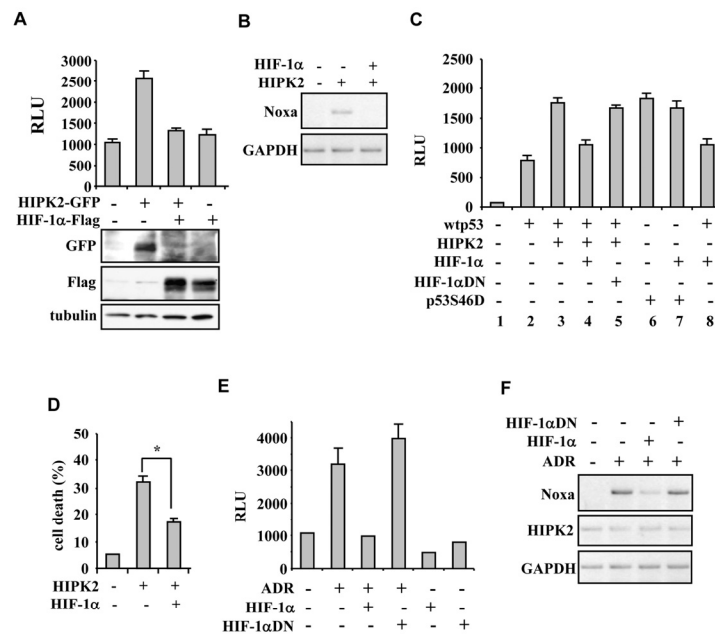 A
RLU
3000
2500
2000
1500
1000
500
0
HIPK2-GFP - + + -
HIF-1α-Flag - - + +
GFP
Flag
tubulin
B
HIF-1α - - +
HIPK2 - + +
Noxa
GAPDH
C
RLU
2500
2000
1500
1000
500
0
wtp53 - + + + + - - +
HIPK2 - - + + + - - -
HIF-1α - - - + - - + +
HIF-1αDN - - - - + - - -
p53S46D - - - - - + + -
1 2 3 4 5 6 7 8
D
cell death (%)
50
40
30
20
10
0
*
HIPK2 - + +
HIF-1α - - +
E
RLU
4000
3000
2000
1000
0
ADR - + + + - -
HIF-1α - - + - + -
HIF-1αDN - - - + - +
F
HIF-1αDN - - - +
HIF-1α - - + -
ADR - + + +
Noxa
HIPK2
GAPDH